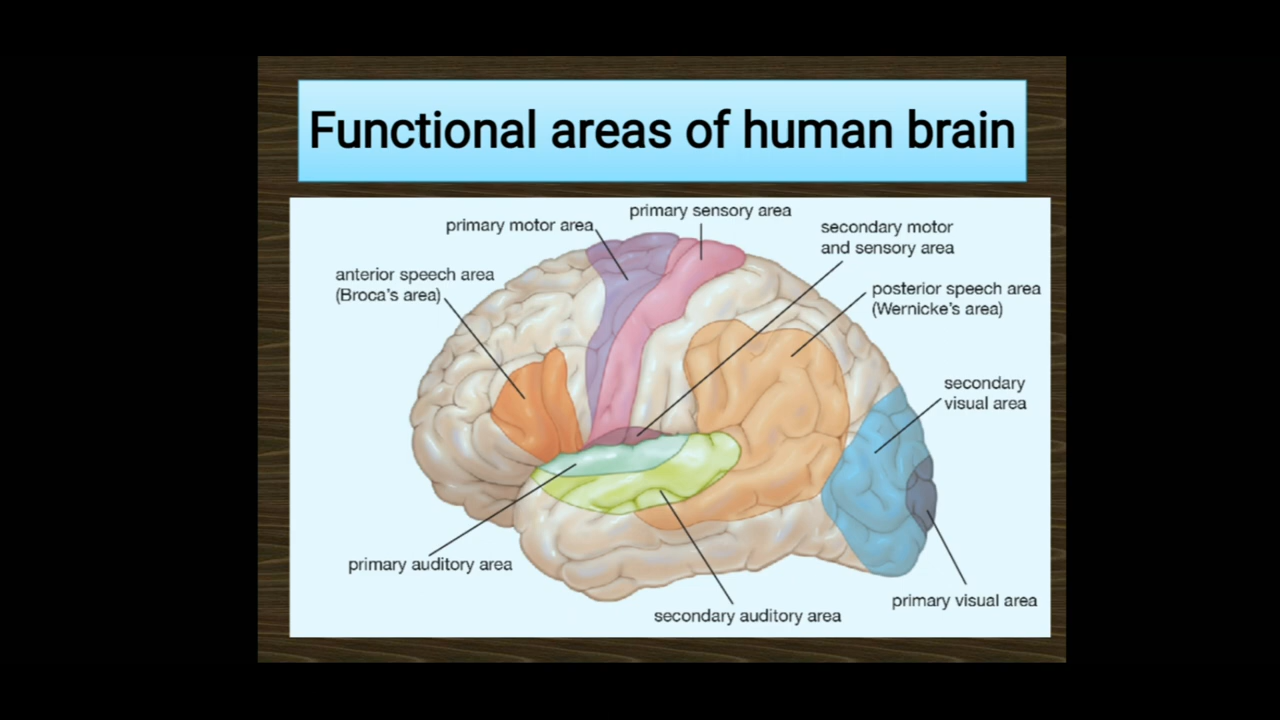 Functional areas of human brain
primary sensory area
primary motor area
secondary motor
and sensory area
anterior speech area
(Broca's area)
posterior speech area
(Wernicke's area)
secondary
visual area
primary auditory area
primary visual area
secondary auditory area